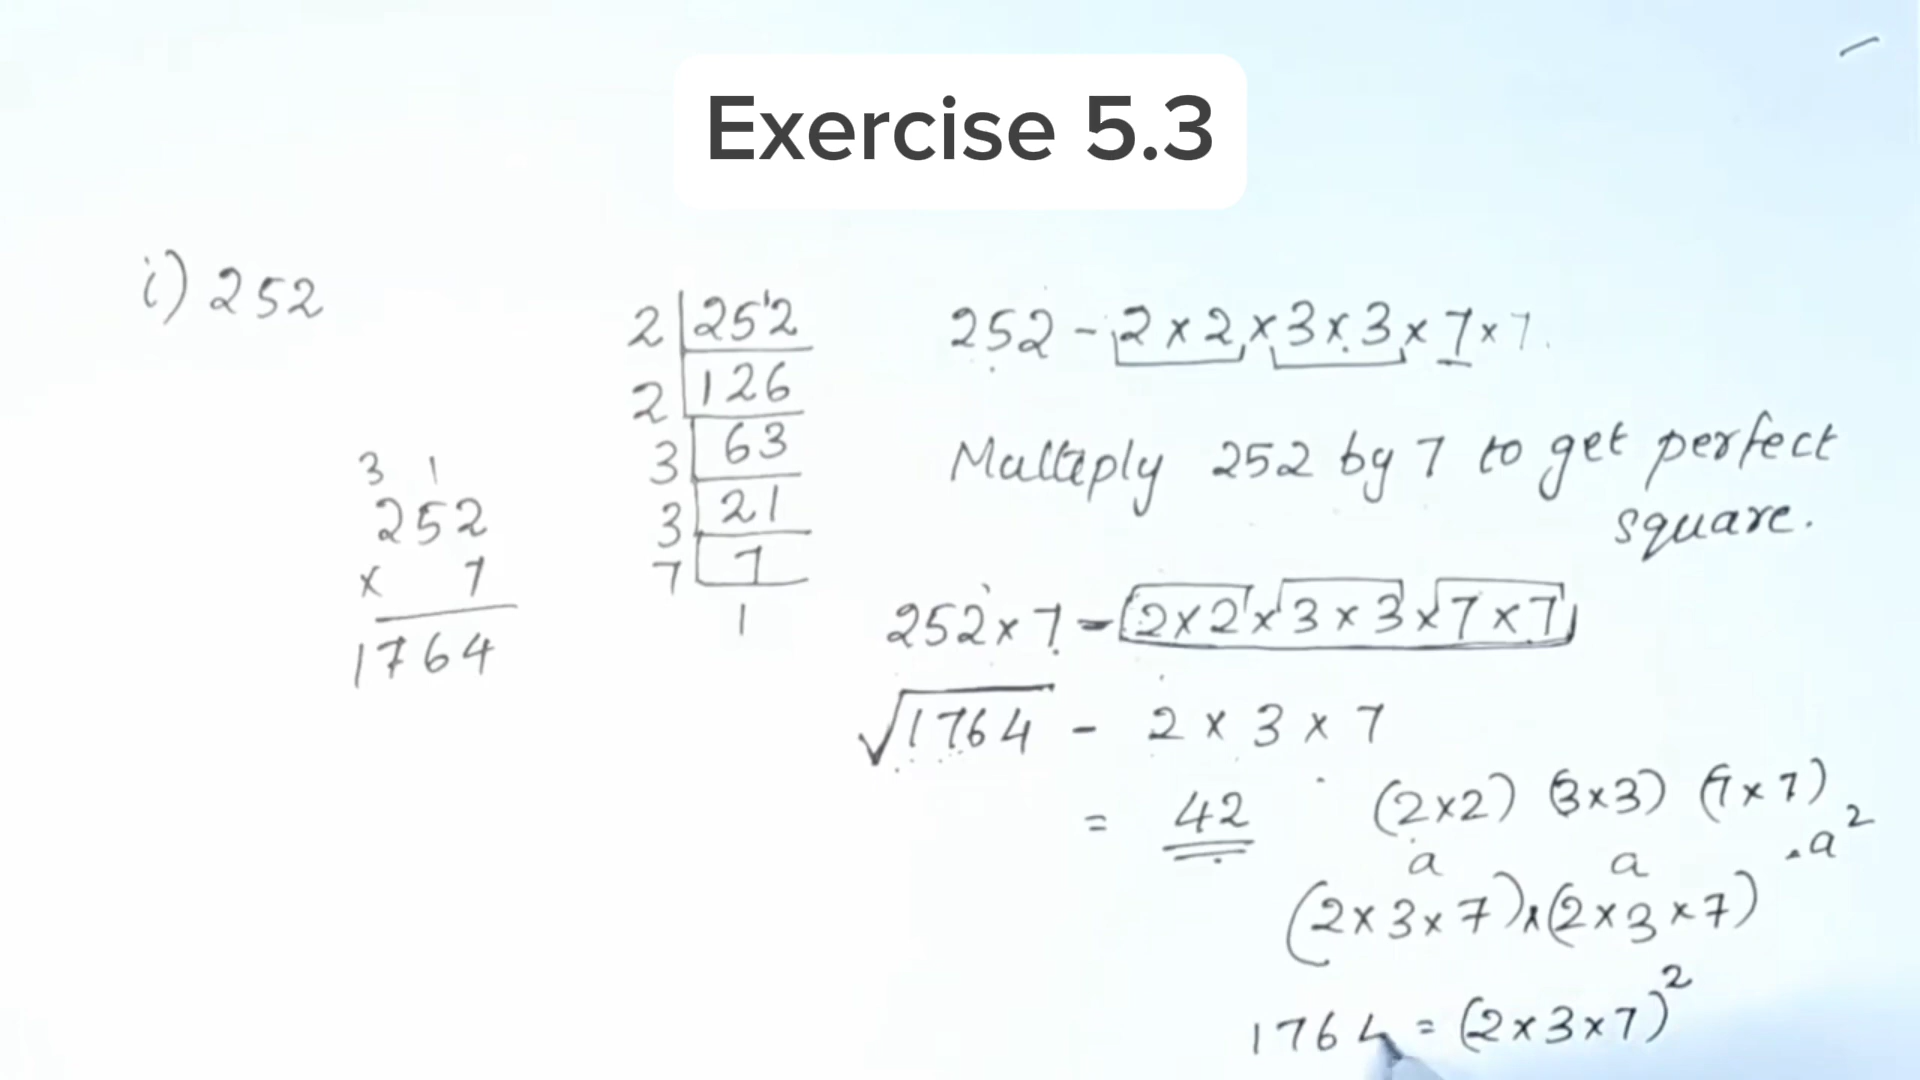 Exercise 5.3
i) 252
2 | 252
2 | 126
3 | 63
3 | 21
7 | 7
1
3 1
252
x 7
1764
252 - 2 x 2 x 3 x 3 x 7 x 7.
Multiply 252 by 7 to get perfect
square.
252 x 7 = 2 x 2 x 3 x 3 x 7 x 7
√1764 - 2 x 3 x 7
= 42
(2x2) (3x3) (7x7)
a a .a²
(2x3x7) x (2x3x7)
1764 = (2x3x7)²